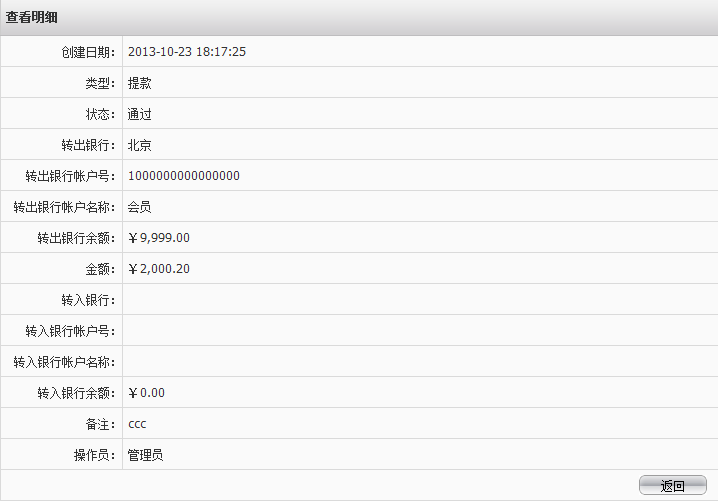 查看明细
创建日期： 2013-10-23 18:17:25
类型： 提款
状态： 通过
转出银行： 北京
转出银行帐户号： 1000000000000000
转出银行帐户名称： 会员
转出银行余额： ￥9,999.00
金额： ￥2,000.20
转入银行：
转入银行帐户号：
转入银行帐户名称：
转入银行余额： ￥0.00
备注： ccc
操作员： 管理员
返回